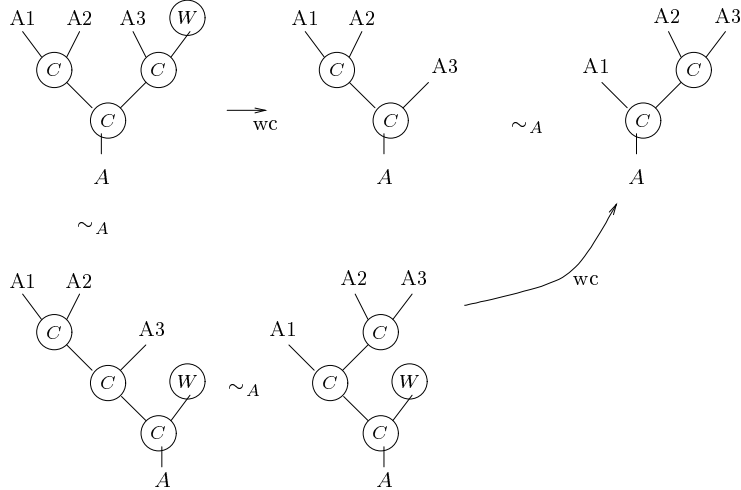 A1 A2 A3 W A1 A2 A2 A3
C C C A3 A1 C
C wc C ∼A C
A A A
∼A
A1 A2 A2 A3 wc
C A3 A1 C
C W ∼A C W
C C
A A